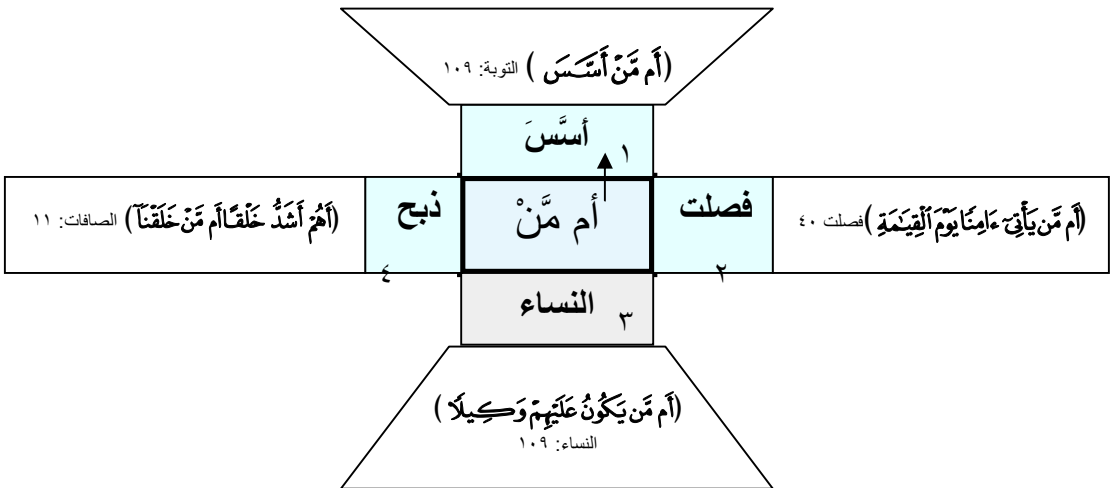 (أَم مَّنْ أَسَّسَ ) التوبة: ١٠٩
أسَّسَ
١
(أَم مَّن يَأْتِىٓ ءَامِنًا يَوْمَ ٱلْقِيَـٰمَةِ )فصلت ٤٠
فصلت
٢
أم مَّنْ
ذبح
٤
(أَهُمْ أَشَدُّ خَلْقًا أَم مَّنْ خَلَقْنَآ) الصافات: ١١
النساء
٣
(أَم مَّن يَكُونُ عَلَيْهِمْ وَكِيلًا )
النساء: ١٠٩